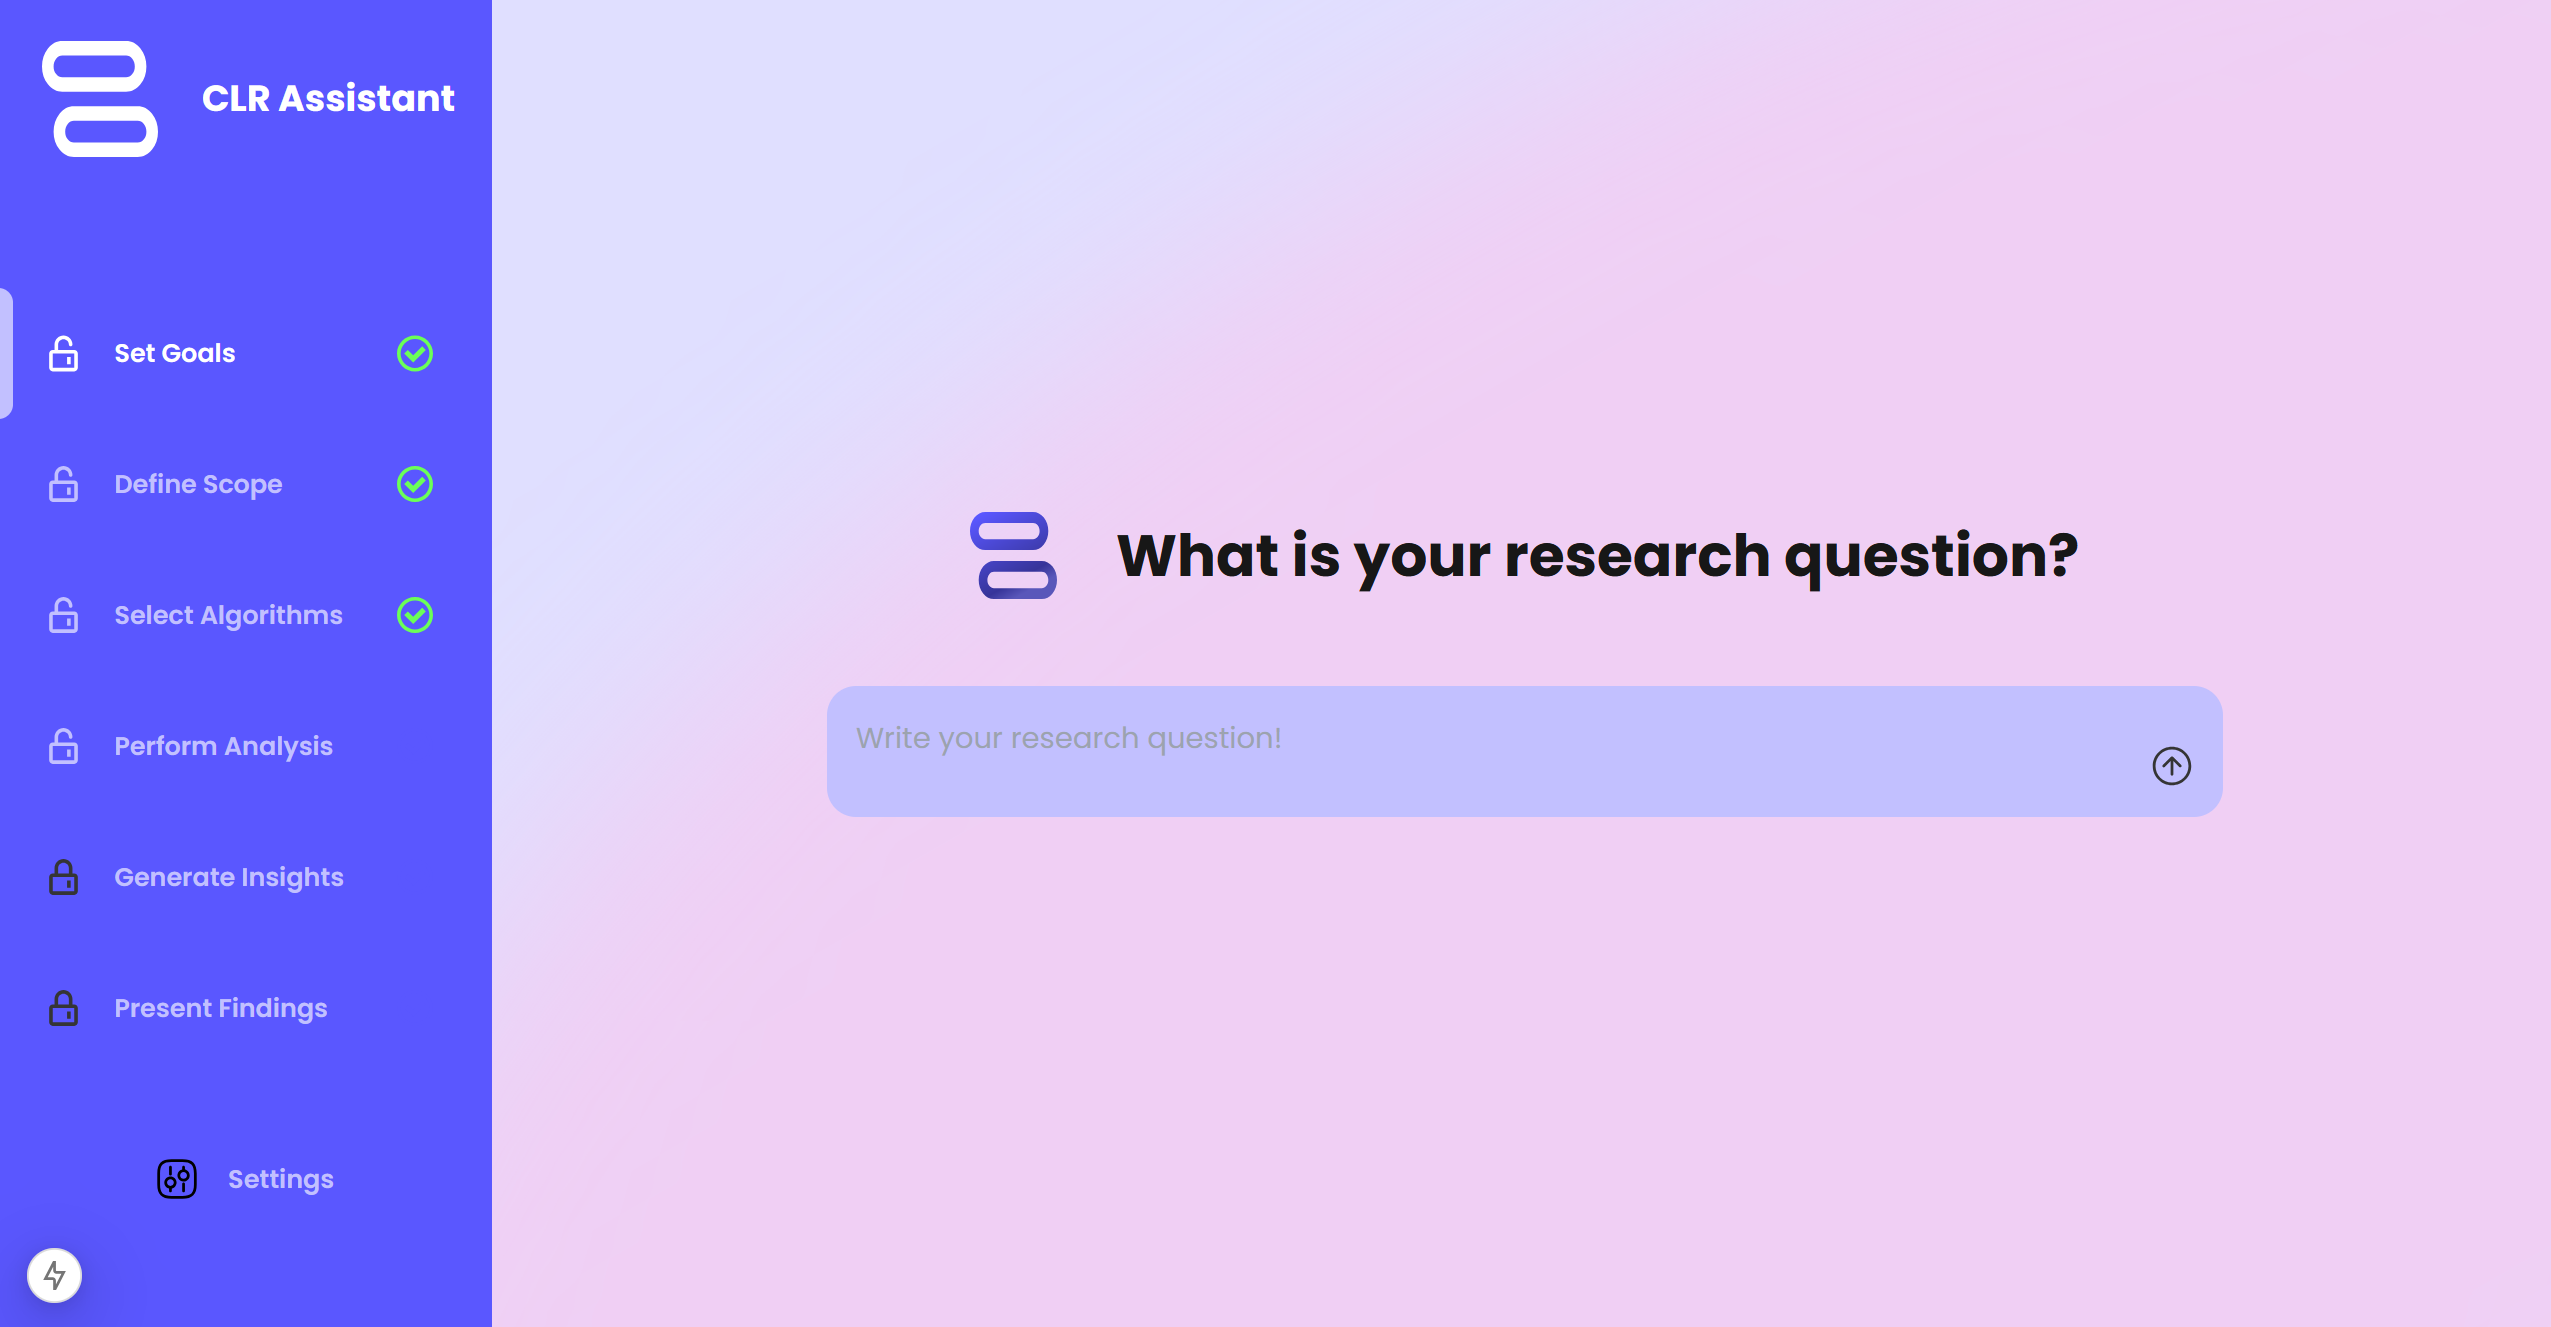 CLR Assistant
Set Goals
Define Scope
Select Algorithms
Perform Analysis
Generate Insights
Present Findings
Settings
What is your research question?
Write your research question!